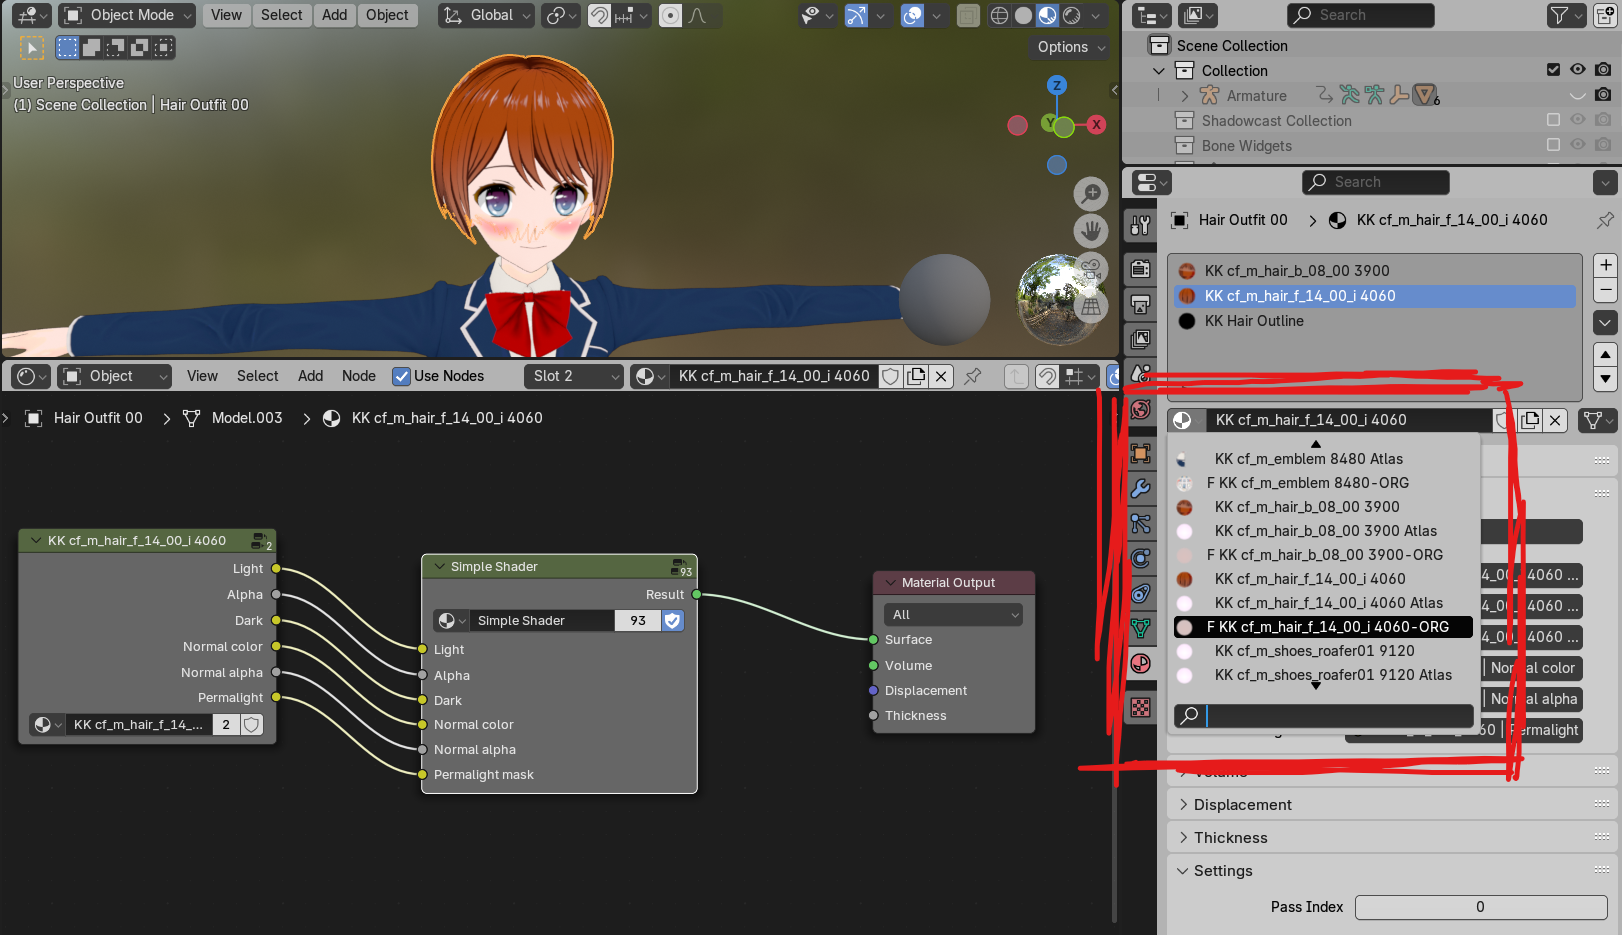 Object Mode View Select Add Object Global
Options
User Perspective
(1) Scene Collection | Hair Outfit 00
Z
Y
X
Search
Scene Collection
Collection
Armature 6
Shadowcast Collection
Bone Widgets
Search
Hair Outfit 00 > KK cf_m_hair_f_14_00_i 4060
KK cf_m_hair_b_08_00 3900
KK cf_m_hair_f_14_00_i 4060
KK Hair Outline
Object View Select Add Node Use Nodes Slot 2 KK cf_m_hair_f_14_00_i 4060
Hair Outfit 00 > Model.003 > KK cf_m_hair_f_14_00_i 4060
KK cf_m_hair_f_14_00_i 4060 2
Light
Alpha
Dark
Normal color
Normal alpha
Permalight
KK cf_m_hair_f_14_... 2
Simple Shader 93
Result
Simple Shader 93
Light
Alpha
Dark
Normal color
Normal alpha
Permalight mask
Material Output
All
Surface
Volume
Displacement
Thickness
KK cf_m_hair_f_14_00_i 4060
KK cf_m_emblem 8480 Atlas
F KK cf_m_emblem 8480-ORG
KK cf_m_hair_b_08_00 3900
KK cf_m_hair_b_08_00 3900 Atlas
F KK cf_m_hair_b_08_00 3900-ORG
KK cf_m_hair_f_14_00_i 4060
KK cf_m_hair_f_14_00_i 4060 Atlas
F KK cf_m_hair_f_14_00_i 4060-ORG
KK cf_m_shoes_roafer01 9120
KK cf_m_shoes_roafer01 9120 Atlas
4_00_i 4060 ...
4_00_i 4060 ...
4_00_i 4060 ...
| Normal color
| Normal alpha
60 | Permalight
Volume
Displacement
Thickness
Settings
Pass Index 0